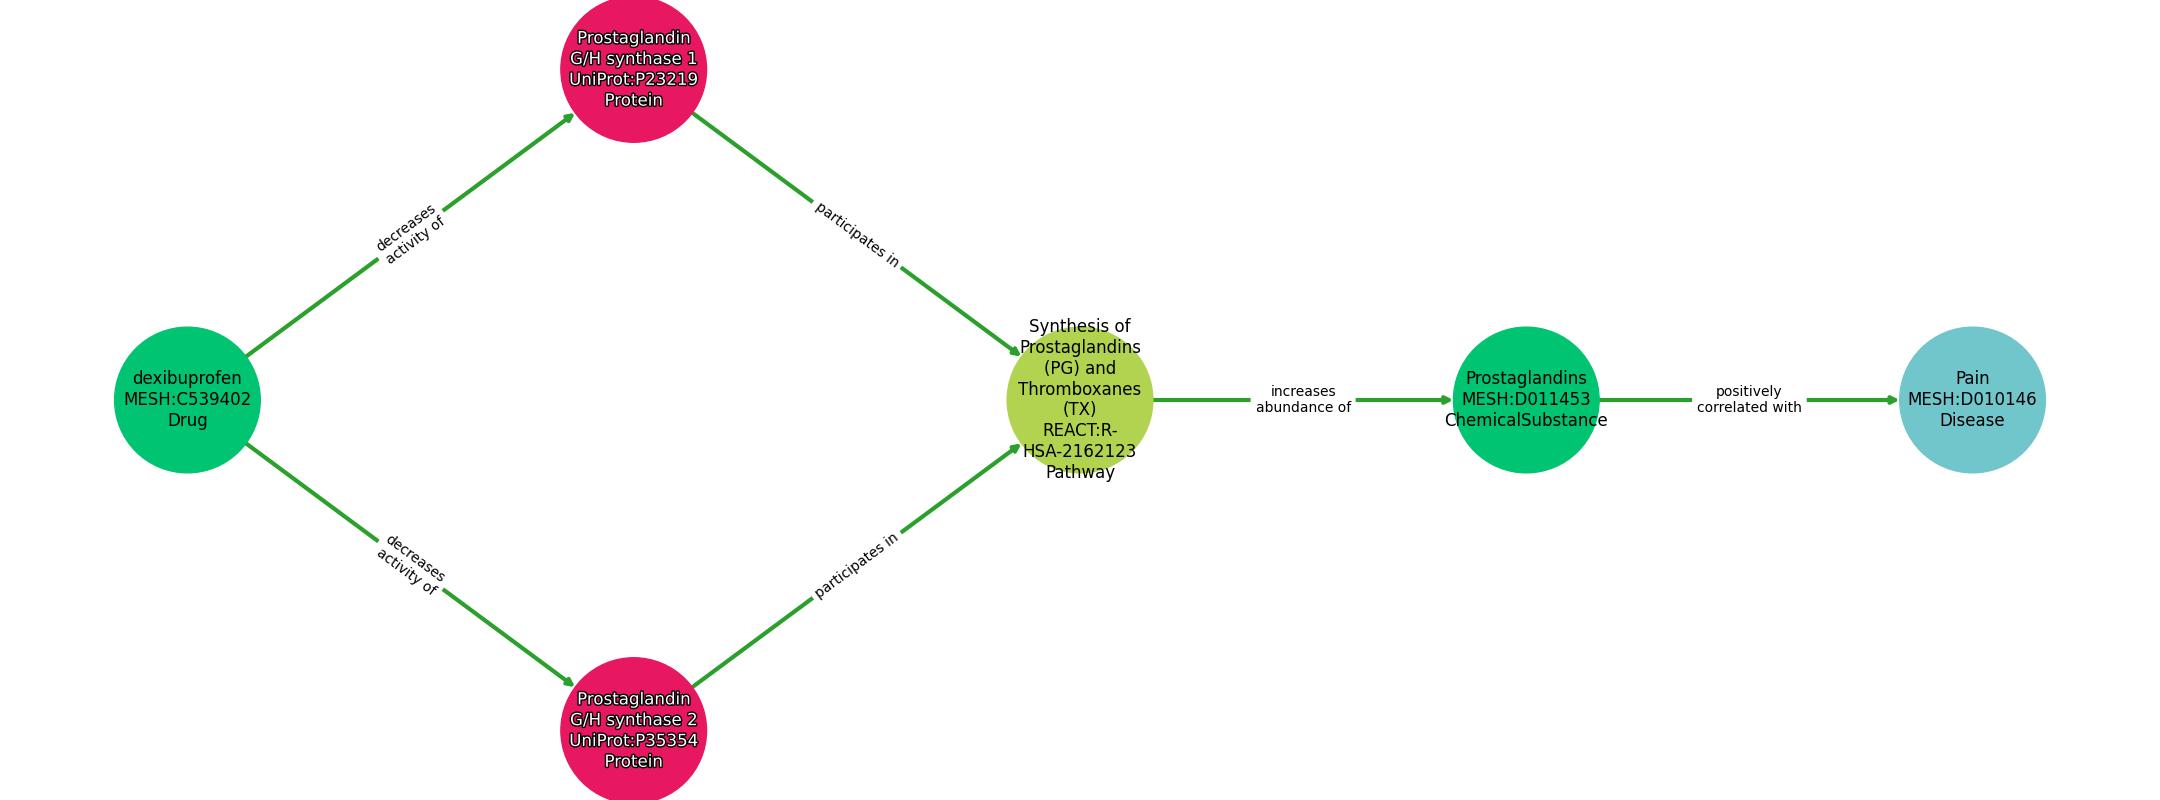 Prostaglandin
G/H synthase 1
UniProt:P23219
Protein
decreases
activity of
participates in
dexibuprofen
MESH:C539402
Drug
Synthesis of
Prostaglandins
(PG) and
Thromboxanes
(TX)
REACT:R-
HSA-2162123
Pathway
increases
abundance of
Prostaglandins
MESH:D011453
ChemicalSubstance
positively
correlated with
Pain
MESH:D010146
Disease
decreases
activity of
participates in
Prostaglandin
G/H synthase 2
UniProt:P35354
Protein